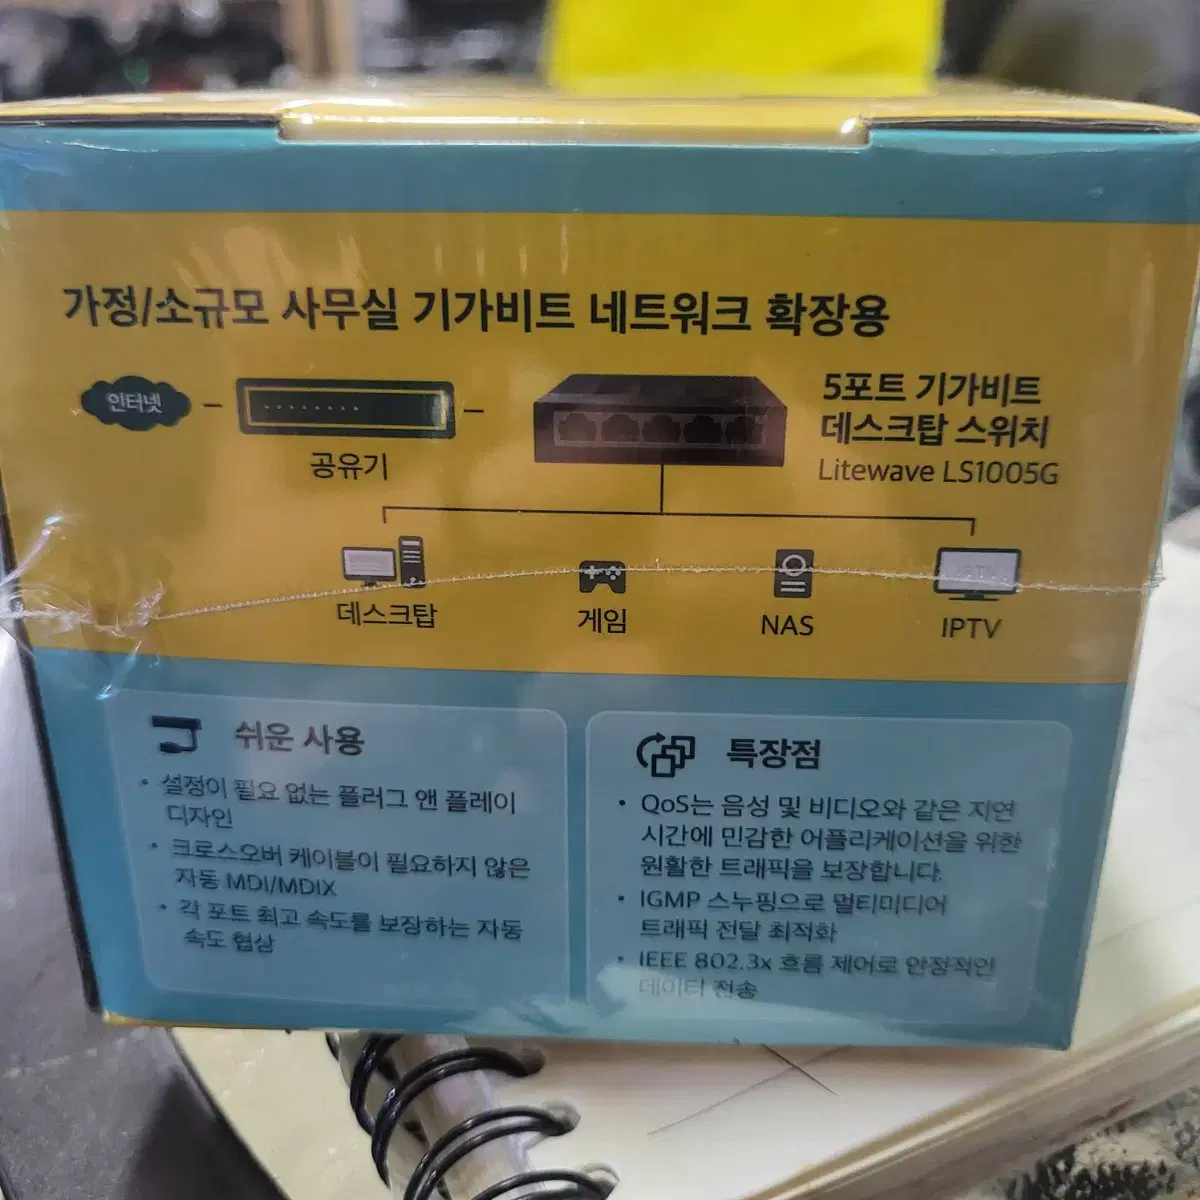 가정/소규모 사무실 기가비트 네트워크 확장용
인터넷
공유기
5포트 기가비트
데스크탑 스위치
Litewave LS1005G
데스크탑
게임
NAS
IPTV
IPTV
쉬운 사용
• 설정이 필요 없는 플러그 앤 플레이
디자인
• 크로스오버 케이블이 필요하지 않은
자동 MDI/MDIX
• 각 포트 최고 속도를 보장하는 자동
속도 협상
특장점
• QoS는 음성 및 비디오와 같은 지연
시간에 민감한 어플리케이션을 위한
원활한 트래픽을 보장합니다.
• IGMP 스누핑으로 멀티미디어
트래픽 전달 최적화
• IEEE 802.3x 흐름 제어로 안정적인
데이터 전송